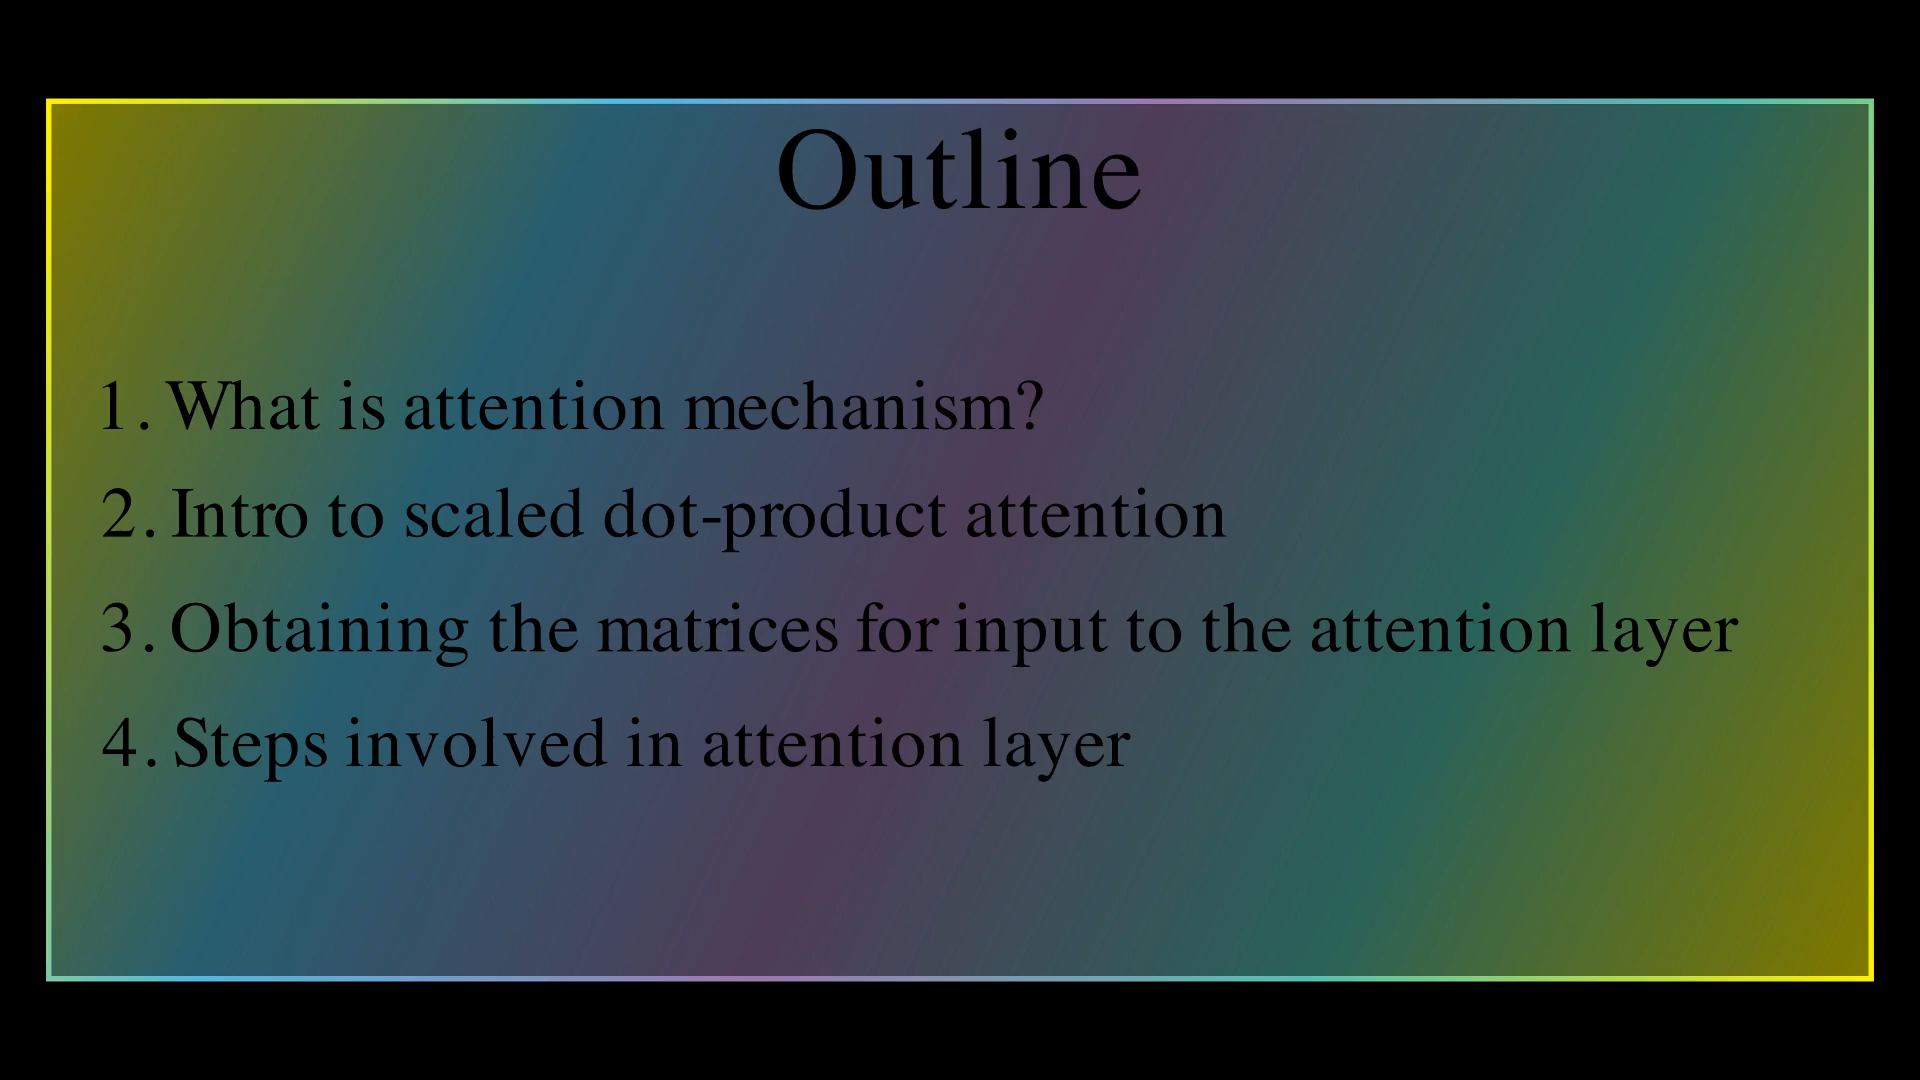 Outline
1. What is attention mechanism?
2. Intro to scaled dot-product attention
3. Obtaining the matrices for input to the attention layer
4. Steps involved in attention layer